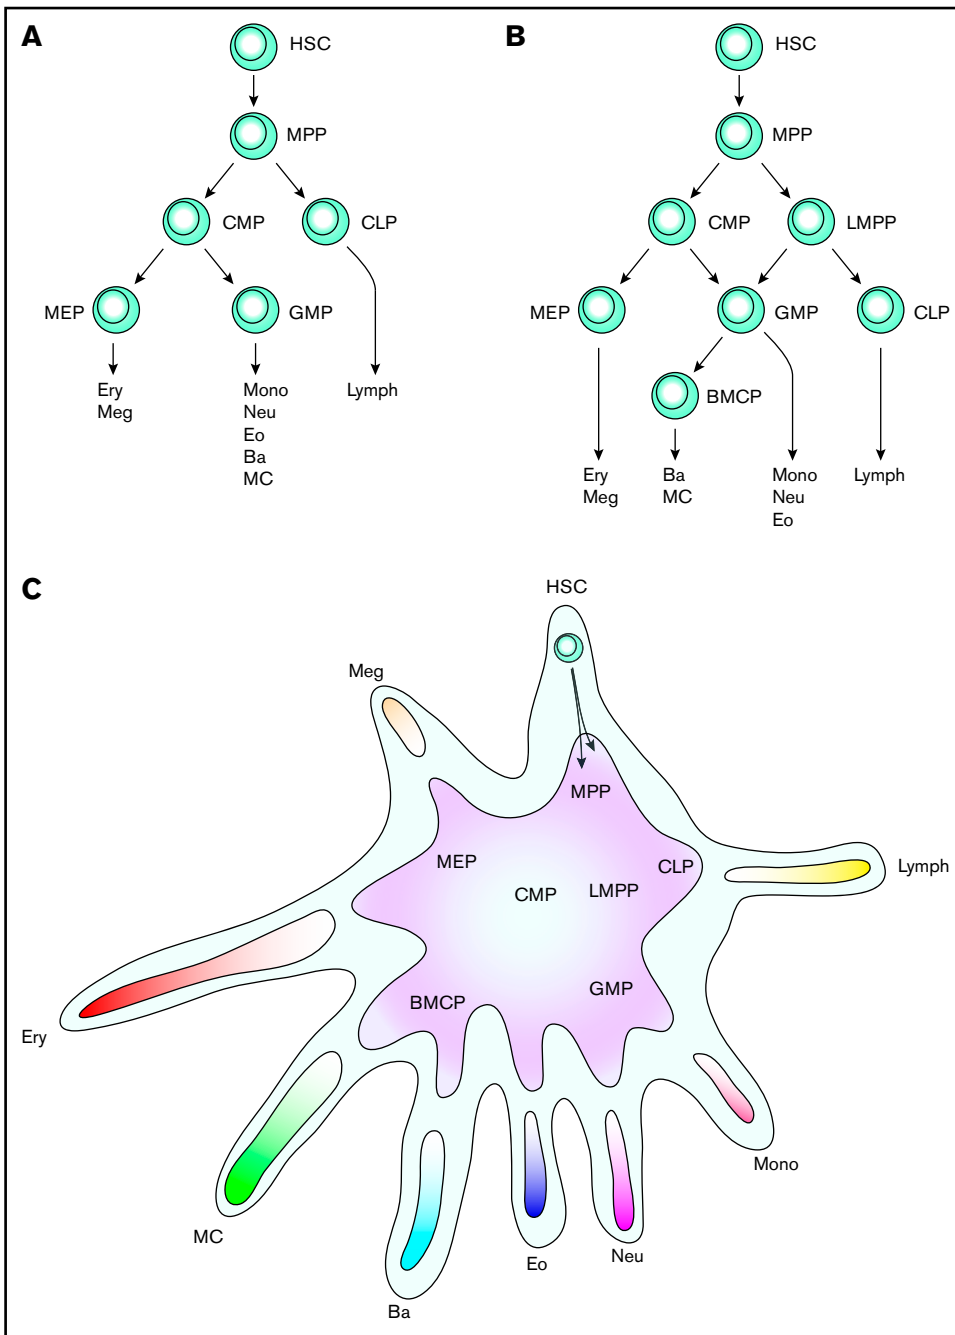 A
HSC
MPP
CMP
CLP
MEP
GMP
Ery
Meg
Mono
Neu
Eo
Ba
MC
Lymph
B
HSC
MPP
CMP
LMPP
MEP
GMP
CLP
BMCP
Ery
Meg
Ba
MC
Mono
Neu
Eo
Lymph
C
HSC
Meg
MPP
MEP
CLP
CMP
LMPP
Lymph
BMCP
GMP
Ery
Mono
MC
Ba
Eo
Neu